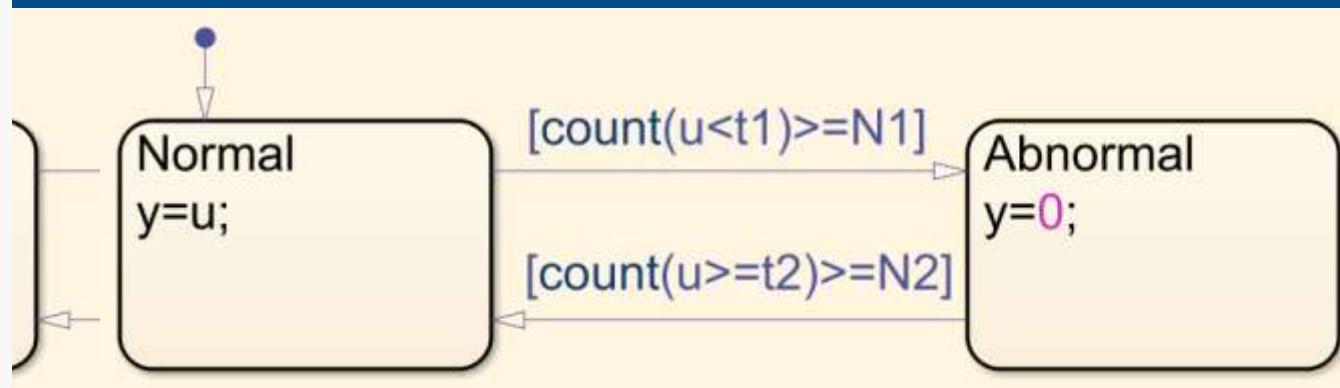 Normal
y=u;
[count(u<t1)>=N1]
[count(u>=t2)>=N2]
Abnormal
y=0;